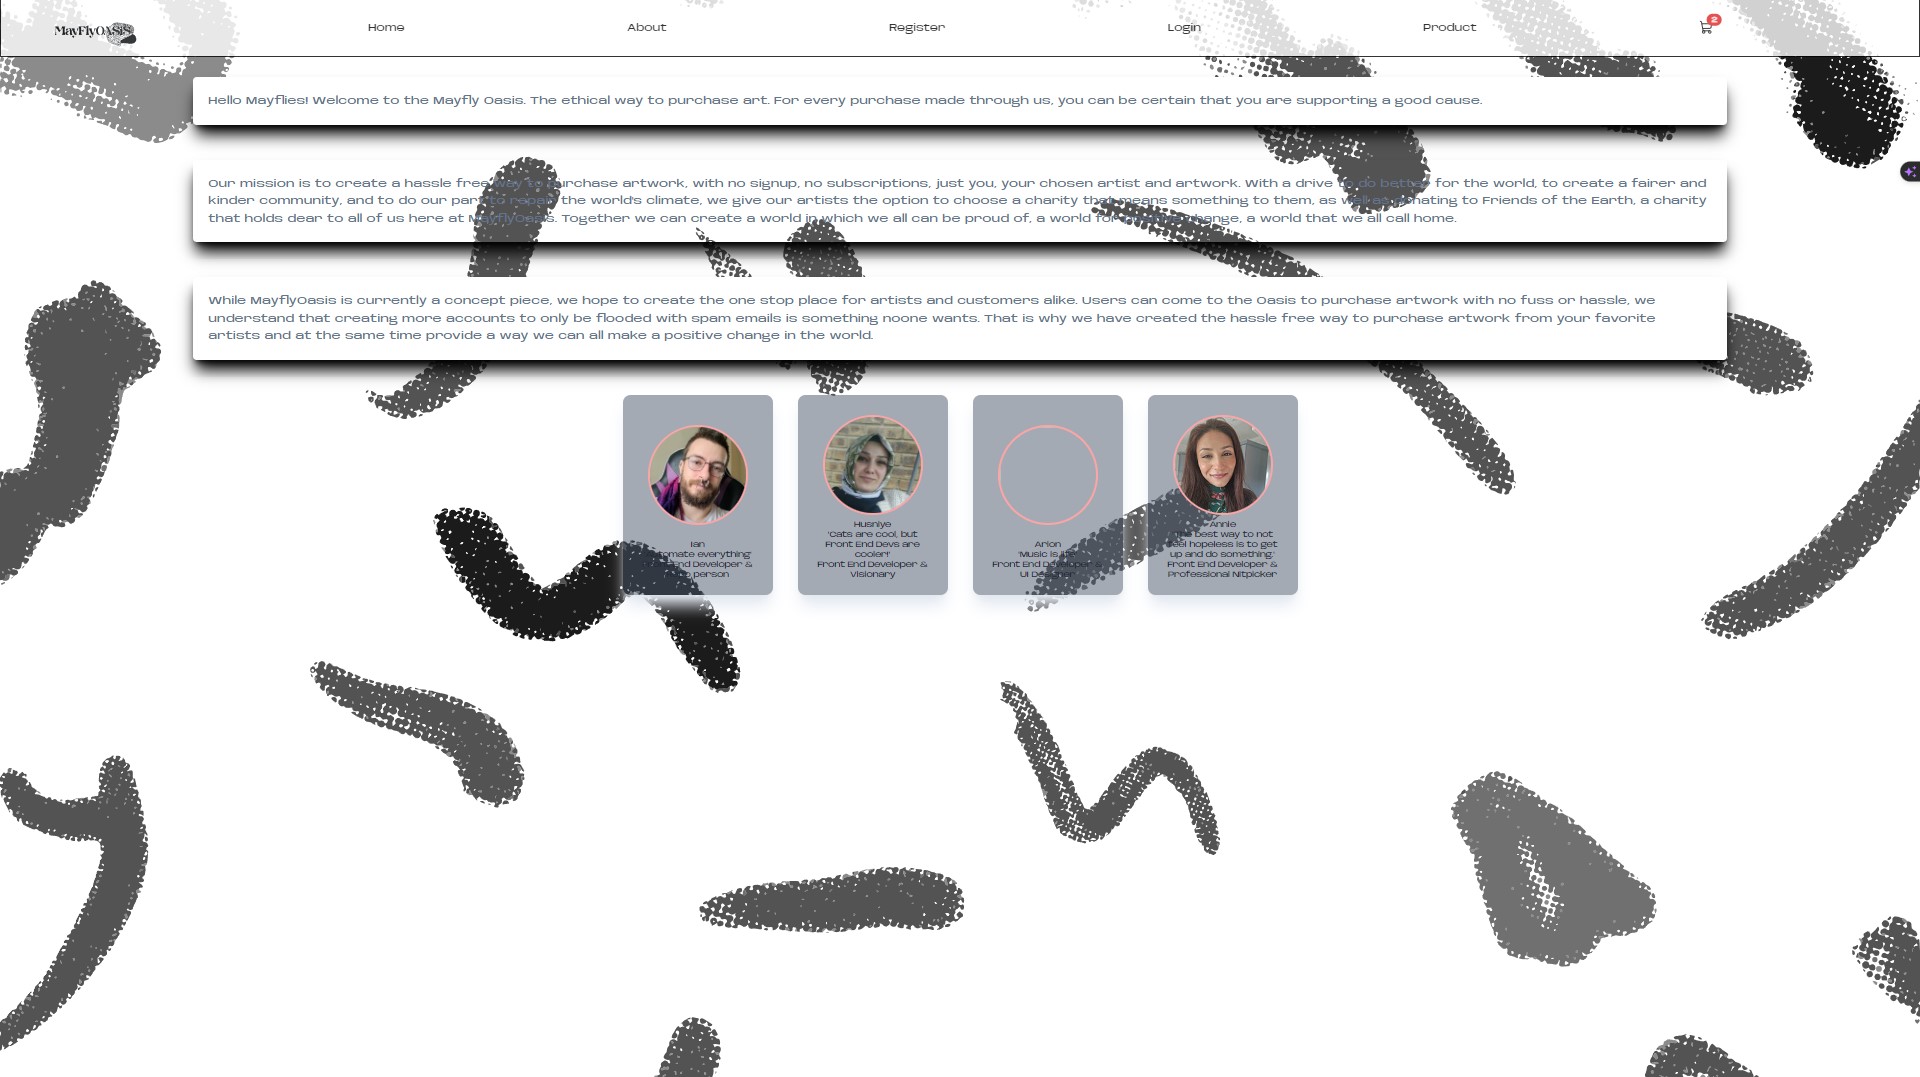 MayFlyOASIS
Home
About
Register
Login
Product
2
Hello Mayflies! Welcome to the Mayfly Oasis. The ethical way to purchase art. For every purchase made through us, you can be certain that you are supporting a good cause.
Our mission is to create a hassle free way to purchase artwork, with no signup, no subscriptions, just you, your chosen artist and artwork. With a drive to do better for the world, to create a fairer and
kinder community, and to do our part to repair the world's climate, we give our artists the option to choose a charity that means something to them, as well as donating to Friends of the Earth, a charity
that holds dear to all of us here at MayflyOasis. Together we can create a world in which we all can be proud of, a world for positive change, a world that we all call home.
While MayflyOasis is currently a concept piece, we hope to create the one stop place for artists and customers alike. Users can come to the Oasis to purchase artwork with no fuss or hassle, we
understand that creating more accounts to only be flooded with spam emails is something noone wants. That is why we have created the hassle free way to purchase artwork from your favorite
artists and at the same time provide a way we can all make a positive change in the world.
Ian
everything'
End Developer &
person
Husniye
'Cats are cool, but
Front End Devs are
cooler!'
Front End Developer &
Visionary
Arion
'Music is life'
Front End Developer &
UI Designer
Annie
'The best way to not
feel hopeless is to get
up and do something.'
Front End Developer &
Professional Nitpicker